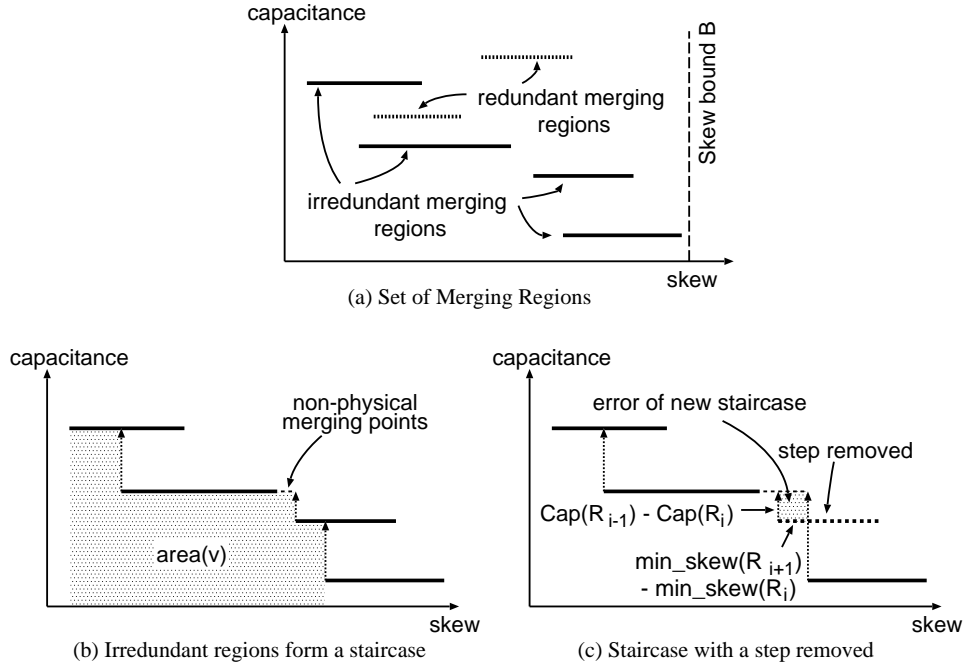 capacitance
Skew bound B
redundant merging
regions
irredundant merging
regions
skew
(a) Set of Merging Regions
capacitance
non-physical
merging points
area(v)
skew
(b) Irredundant regions form a staircase
capacitance
error of new staircase
step removed
Cap(R i-1) - Cap(Ri)
min_skew(R i+1)
- min_skew(Ri)
skew
(c) Staircase with a step removed